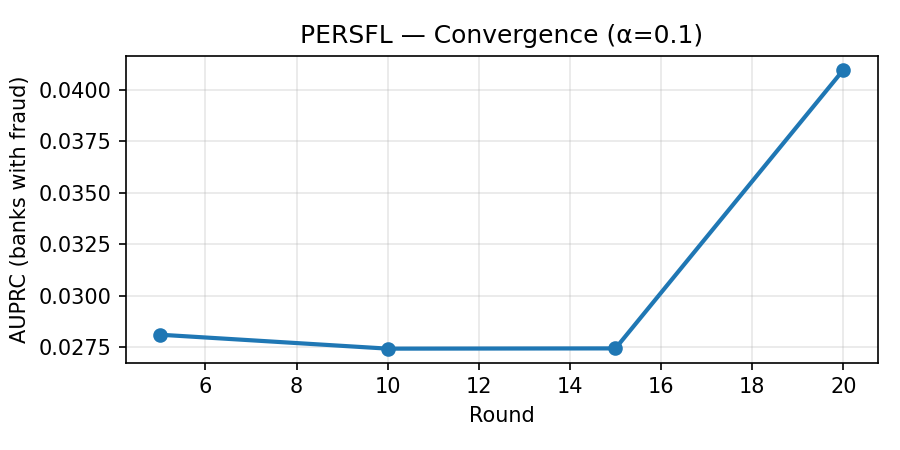 PERSFL — Convergence (α=0.1)
AUPRC (banks with fraud)
0.0400
0.0375
0.0350
0.0325
0.0300
0.0275
6 8 10 12 14 16 18 20
Round